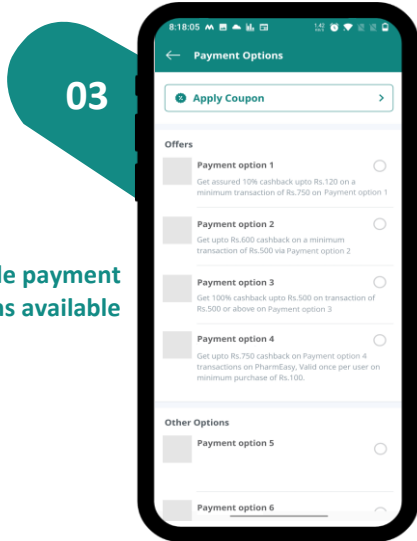 03
8:18:05
Payment Options
Apply Coupon
Offers
Payment option 1
Get assured 10% cashback upto Rs.120 on a
minimum transaction of Rs.750 on Payment option 1
Payment option 2
Get upto Rs.600 cashback on a minimum
transaction of Rs.500 via Payment option 2
Payment option 3
Get 100% cashback upto Rs.500 on transaction of
Rs.500 or above on Payment option 3
Payment option 4
Get upto Rs.750 cashback on Payment option 4
transactions on PharmEasy, Valid once per user on
minimum purchase of Rs.100.
Other Options
Payment option 5
Payment option 6
payment
available